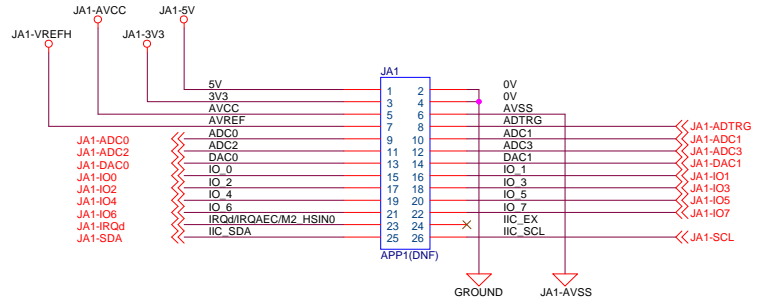 JA1-AVCC JA1-5V
JA1-VREFH JA1-3V3
JA1
5V 1 2 0V
3V3 3 4 0V
AVCC 5 6 AVSS
AVREF 7 8 ADTRG JA1-ADTRG
JA1-ADC0 ADC0 9 10 ADC1 JA1-ADC1
JA1-ADC2 ADC2 11 12 ADC3 JA1-ADC3
JA1-DAC0 DAC0 13 14 DAC1 JA1-DAC1
JA1-IO0 IO_0 15 16 IO_1 JA1-IO1
JA1-IO2 IO_2 17 18 IO_3 JA1-IO3
JA1-IO4 IO_4 19 20 IO_5 JA1-IO5
JA1-IO6 IO_6 21 22 IO_7 JA1-IO7
JA1-IRQd IRQd/IRQAEC/M2_HSIN0 23 24 IIC_EX
JA1-SDA IIC_SDA 25 26 IIC_SCL JA1-SCL
APP1(DNF)
GROUND JA1-AVSS